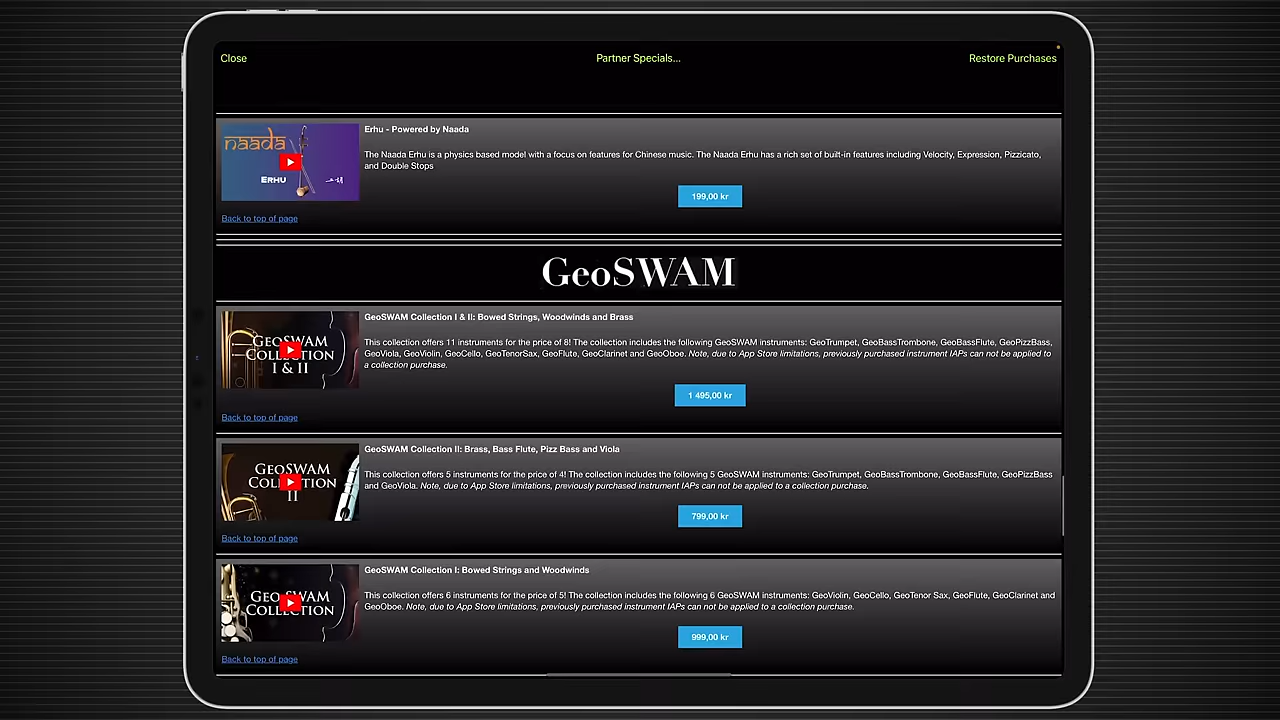 Close
Partner Specials...
Restore Purchases
naada
ERHU
Erhu - Powered by Naada
The Naada Erhu is a physics based model with a focus on features for Chinese music. The Naada Erhu has a rich set of built-in features including Velocity, Expression, Pizzicato,
and Double Stops
199,00 kr
Back to top of page
GeoSWAM
GeoSWAM
COLLECTION
I & II
GeoSWAM Collection I & II: Bowed Strings, Woodwinds and Brass
This collection offers 11 instruments for the price of 8! The collection includes the following GeoSWAM instruments: GeoTrumpet, GeoBassTrombone, GeoBassFlute, GeoPizzBass,
GeoViola, GeoViolin, GeoCello, GeoTenorSax, GeoFlute, GeoClarinet and GeoOboe. Note, due to App Store limitations, previously purchased instrument IAPs can not be applied to
a collection purchase.
1 495,00 kr
Back to top of page
GEOSWAM
COLLECTION
II
GeoSWAM Collection II: Brass, Bass Flute, Pizz Bass and Viola
This collection offers 5 instruments for the price of 4! The collection includes the following 5 GeoSWAM instruments: GeoTrumpet, GeoBassTrombone, GeoBassFlute, GeoPizzBass
and GeoViola. Note, due to App Store limitations, previously purchased instrument IAPs can not be applied to a collection purchase.
799,00 kr
Back to top of page
GEOSWAM
COLLECTION
GeoSWAM Collection I: Bowed Strings and Woodwinds
This collection offers 6 instruments for the price of 5! The collection includes the following 6 GeoSWAM instruments: GeoViolin, GeoCello, GeoTenor Sax, GeoFlute, GeoClarinet and
GeoOboe. Note, due to App Store limitations, previously purchased instrument IAPs can not be applied to a collection purchase.
999,00 kr
Back to top of page